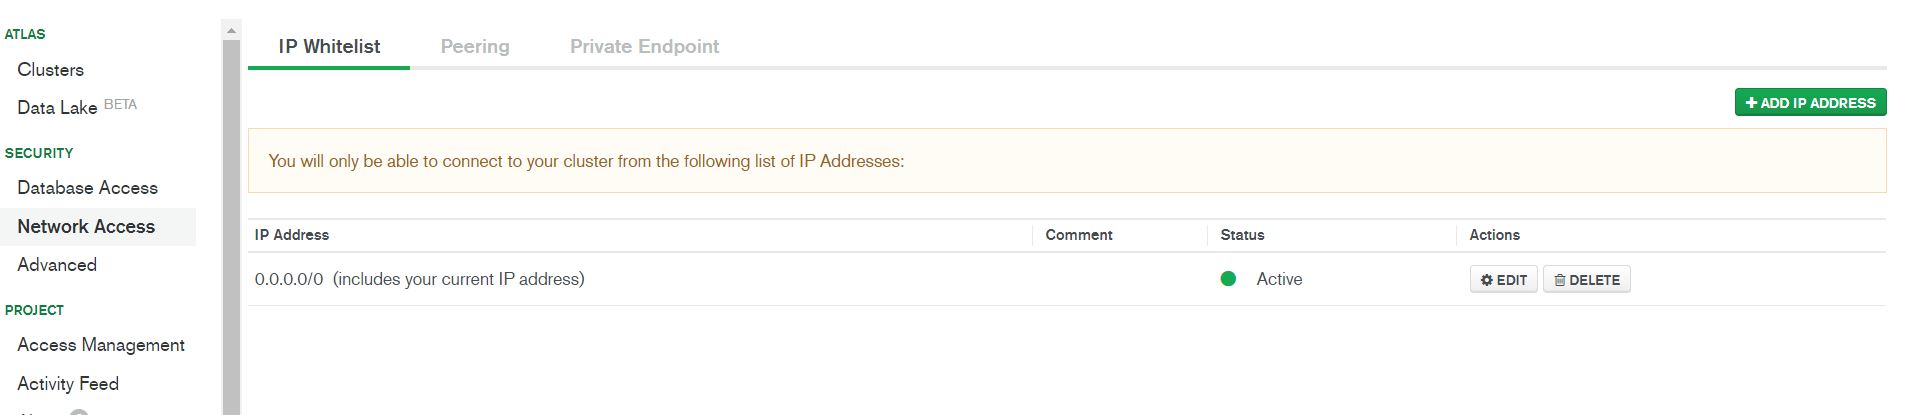 ATLAS
Clusters
Data Lake BETA
SECURITY
Database Access
Network Access
Advanced
PROJECT
Access Management
Activity Feed
IP Whitelist Peering Private Endpoint
ADD IP ADDRESS
You will only be able to connect to your cluster from the following list of IP Addresses:
IP Address Comment Status Actions
0.0.0.0/0 (includes your current IP address) Active EDIT DELETE